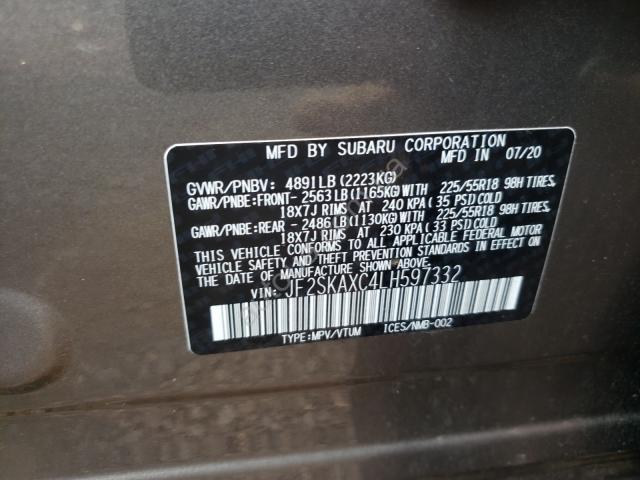 MFD BY SUBARU CORPORATION
MFD IN 07/20
GVWR/PNBV: 4891LB(2223KG)
GAWR/PNBE:FRONT- 2563LB(1165KG)WITH 225/55R18 98H TIRES,
18X7J RIMS AT 240 KPA(35 PSI)COLD
GAWR/PNBE:REAR - 2486LB(1130KG)WITH 225/55R18 98H TIRES,
18X7J RIMS AT 230 KPA(33 PSI)COLD
THIS VEHICLE CONFORMS TO ALL APPLICABLE FEDERAL MOTOR
VEHICLE SAFETY AND THEFT PREVENTION STANDARDS IN EFFECT
ON THE DATE OF MANUFACTURE SHOWN ABOVE.
VIN: JF2SKAXC4LH597332
TYPE:MPV/VTUM ICES/NMB-002